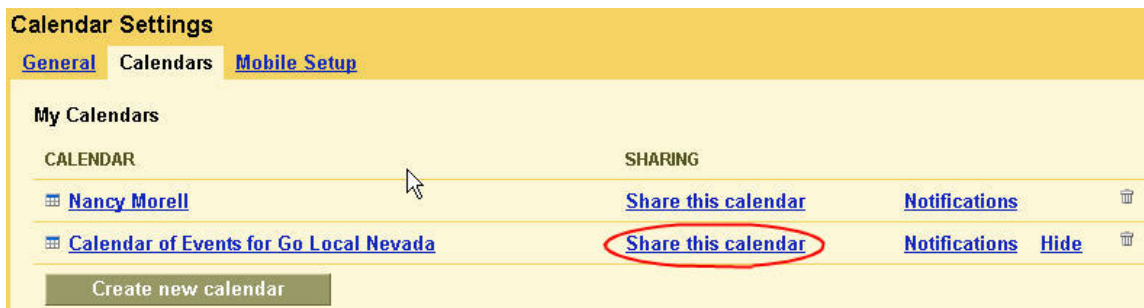 Calendar Settings
General Calendars Mobile Setup
My Calendars
CALENDAR SHARING
Nancy Morell Share this calendar Notifications
Calendar of Events for Go Local Nevada Share this calendar Notifications Hide
Create new calendar